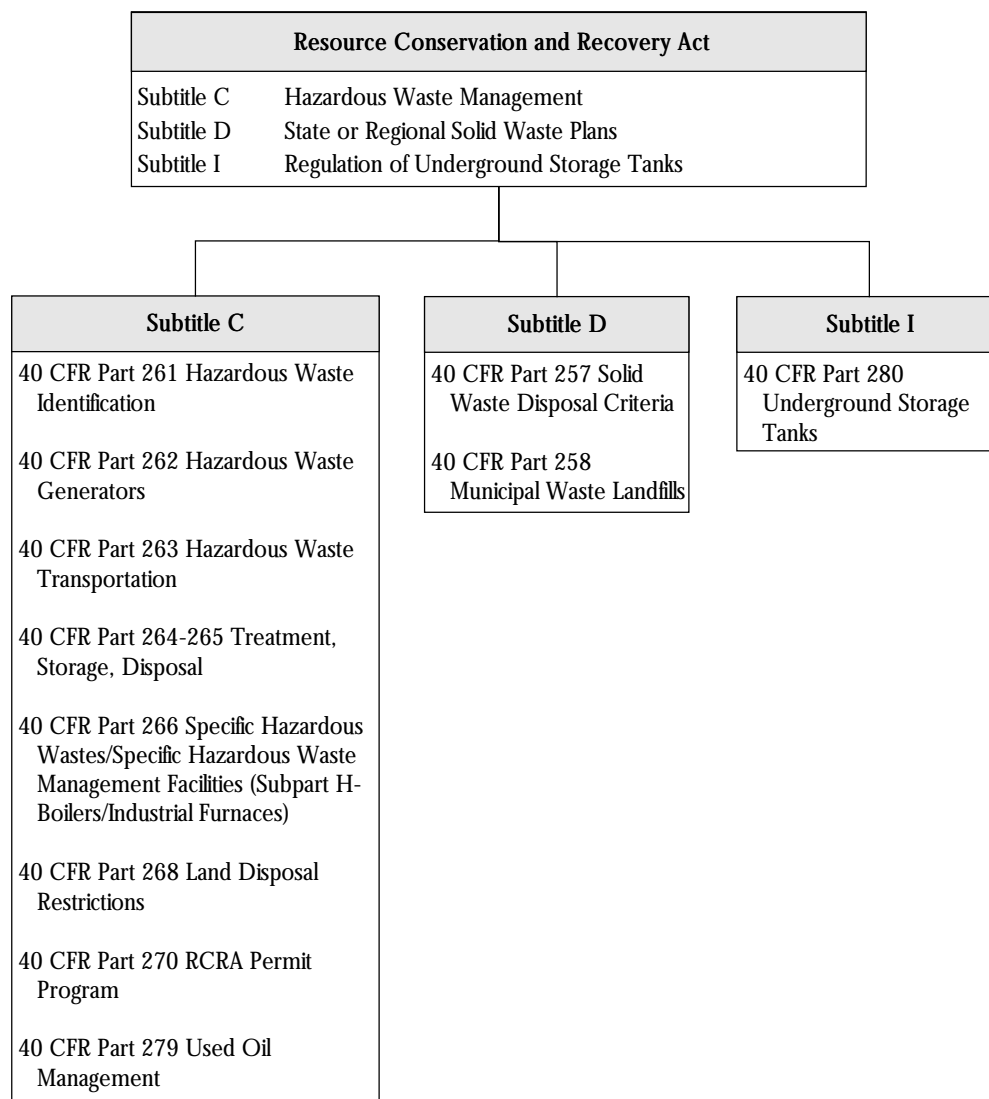 Resource Conservation and Recovery Act
Subtitle C Hazardous Waste Management
Subtitle D State or Regional Solid Waste Plans
Subtitle I Regulation of Underground Storage Tanks
Subtitle C
40 CFR Part 261 Hazardous Waste
Identification
40 CFR Part 262 Hazardous Waste
Generators
40 CFR Part 263 Hazardous Waste
Transportation
40 CFR Part 264-265 Treatment,
Storage, Disposal
40 CFR Part 266 Specific Hazardous
Wastes/Specific Hazardous Waste
Management Facilities (Subpart H-
Boilers/Industrial Furnaces)
40 CFR Part 268 Land Disposal
Restrictions
40 CFR Part 270 RCRA Permit
Program
40 CFR Part 279 Used Oil
Management
Subtitle D
40 CFR Part 257 Solid
Waste Disposal Criteria
40 CFR Part 258
Municipal Waste Landfills
Subtitle I
40 CFR Part 280
Underground Storage
Tanks